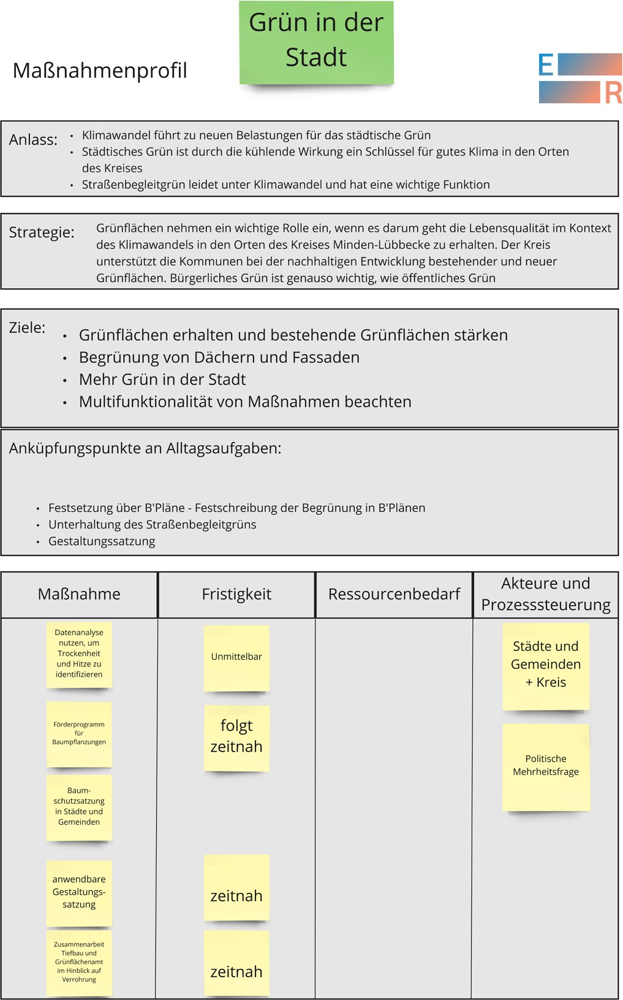 Grün in der
Stadt
Maßnahmenprofil
E
R
Anlass:
• Klimawandel führt zu neuen Belastungen für das städtische Grün
• Städtisches Grün ist durch die kühlende Wirkung ein Schlüssel für gutes Klima in den Orten
des Kreises
• Straßenbegleitgrün leidet unter Klimawandel und hat eine wichtige Funktion
Strategie:
Grünflächen nehmen ein wichtige Rolle ein, wenn es darum geht die Lebensqualität im Kontext
des Klimawandels in den Orten des Kreises Minden-Lübbecke zu erhalten. Der Kreis
unterstützt die Kommunen bei der nachhaltigen Entwicklung bestehender und neuer
Grünflächen. Bürgerliches Grün ist genauso wichtig, wie öffentliches Grün
Ziele:
• Grünflächen erhalten und bestehende Grünflächen stärken
• Begrünung von Dächern und Fassaden
• Mehr Grün in der Stadt
• Multifunktionalität von Maßnahmen beachten
Anküpfungspunkte an Alltagsaufgaben:
• Festsetzung über B'Pläne - Festschreibung der Begrünung in B'Plänen
• Unterhaltung des Straßenbegleitgrüns
• Gestaltungssatzung
Maßnahme
Fristigkeit
Ressourcenbedarf
Akteure und
Prozesssteuerung
Datenanalyse
nutzen, um
Trockenheit
und Hitze zu
identifizieren
Unmittelbar
Städte und
Gemeinden
+ Kreis
Förderprogramm
für
Baumpflanzungen
folgt
zeitnah
Politische
Mehrheitsfrage
Baum-
schutzsatzung
in Städte und
Gemeinden
anwendbare
Gestaltungs-
satzung
zeitnah
Zusammenarbeit
Tiefbau und
Grünflächenamt
im Hinblick auf
Verrohrung
zeitnah